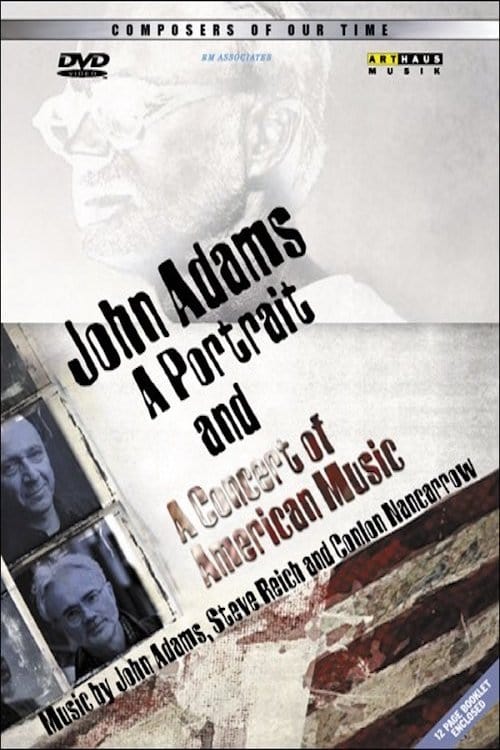 COMPOSERS OF OUR TIME
DVD
VIDEO
RM ASSOCIATES
ARTHAUS
MUSIK
John Adams
A Portrait
and
A Concert of
American Music
Music by John Adams, Steve Reich and Conlon Nancarrow
12 PAGE BOOKLET
ENCLOSED